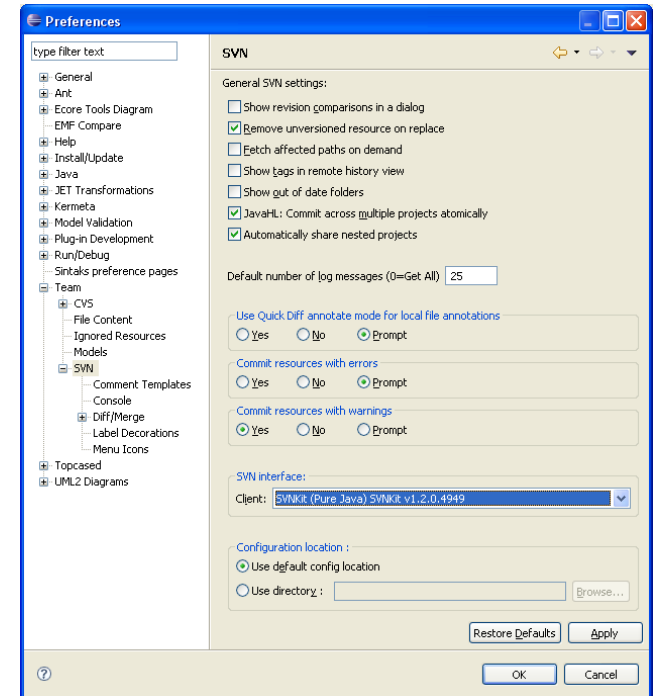 Preferences
type filter text
General
Ant
Ecore Tools Diagram
EMF Compare
Help
Install/Update
Java
JET Transformations
Kermeta
Model Validation
Plug-in Development
Run/Debug
Sintaks preference pages
Team
CVS
File Content
Ignored Resources
Models
SVN
Comment Templates
Console
Diff/Merge
Label Decorations
Menu Icons
Topcased
UML2 Diagrams
SVN
General SVN settings:
Show revision comparisons in a dialog
Remove unversioned resource on replace
Fetch affected paths on demand
Show tags in remote history view
Show out of date folders
JavaHL: Commit across multiple projects atomically
Automatically share nested projects
Default number of log messages (0=Get All) 25
Use Quick Diff annotate mode for local file annotations
Yes No Prompt
Commit resources with errors
Yes No Prompt
Commit resources with warnings
Yes No Prompt
SVN interface:
Client: SVNKit (Pure Java) SVNKit v1.2.0.4949
Configuration location :
Use default config location
Use directory : Browse...
Restore Defaults Apply
? OK Cancel